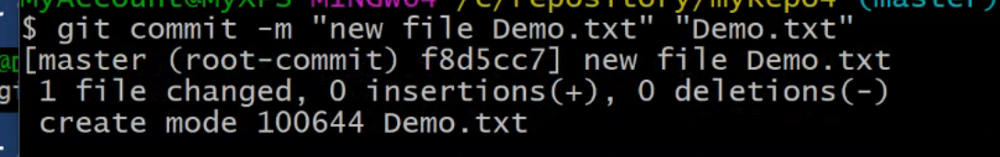 MyAccount@MyXPS MINGW64 /c/repository/myRepo4 (master)
$ git commit -m "new file Demo.txt" "Demo.txt"
[master (root-commit) f8d5cc7] new file Demo.txt
1 file changed, 0 insertions(+), 0 deletions(-)
create mode 100644 Demo.txt